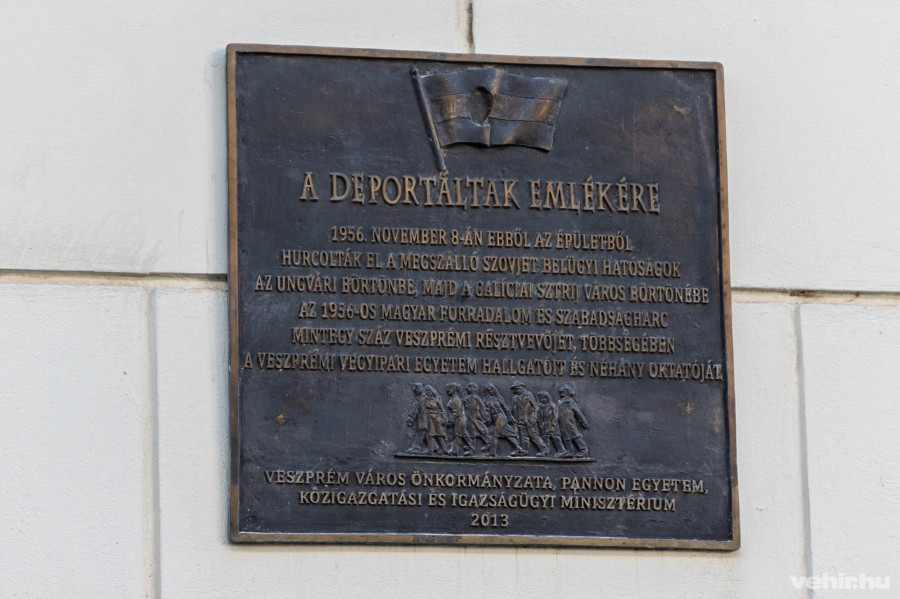 A DEPORTÁLTAK EMLÉKÉRE
1956. NOVEMBER 8-ÁN EBBŐL AZ ÉPÜLETBŐL
HURCOLTÁK EL A MEGSZÁLLÓ SZOVJET BELÜGYI HATÓSÁGOK
AZ UNGVÁRI BÖRTÖNBE, MAJD A GALÍCIAI SZTRIJ VÁROS BÖRTÖNÉBE
AZ 1956-OS MAGYAR FORRADALOM ÉS SZABADSÁGHARC
MINTEGY SZÁZ VESZPRÉMI RÉSZTVEVŐJÉT, TÖBBSÉGÉBEN
A VESZPRÉMI VEGYIPARI EGYETEM HALLGATÓIT ÉS NÉHÁNY OKTATÓJÁT.
VESZPRÉM VÁROS ÖNKORMÁNYZATA, PANNON EGYETEM,
KÖZIGAZGATÁSI ÉS IGAZSÁGÜGYI MINISZTÉRIUM
2013
vehir.hu